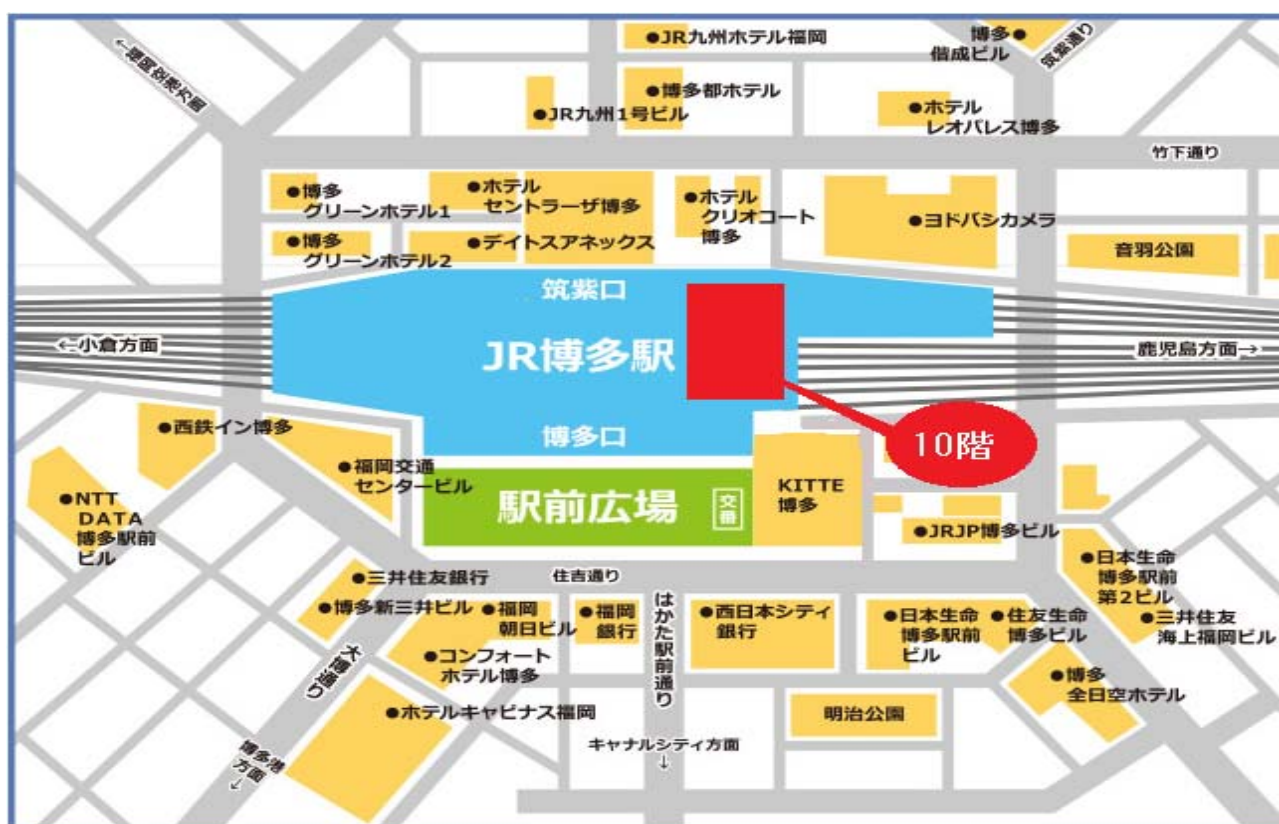 ●JR九州ホテル福岡
博多●
偕成ビル
筑紫通り
←福岡空港方面
●博多都ホテル
●JR九州1号ビル
●ホテル
レオパレス博多
竹下通り
●博多
グリーンホテル1
●ホテル
セントラーザ博多
●ホテル
クリオコート
博多
●ヨドバシカメラ
●博多
グリーンホテル2
●デイトスアネックス
音羽公園
筑紫口
←小倉方面
JR博多駅
鹿児島方面→
博多口
10階
●西鉄イン博多
●福岡交通
センタービル
駅前広場
交番
KITTE
博多
●NTT
DATA
博多駅前
ビル
●JRJP博多ビル
●三井住友銀行
住吉通り
●日本生命
博多駅前
第2ビル
●博多新三井ビル
●福岡
朝日ビル
●福岡
銀行
はかた駅前通り
●西日本シティ
銀行
●日本生命
博多駅前
ビル
●住友生命
博多ビル
●三井住友
海上福岡ビル
大博通り
●コンフォート
ホテル博多
●博多
全日空ホテル
●ホテルキャビナス福岡
明治公園
博多港
方面→
キャナルシティ方面
↓